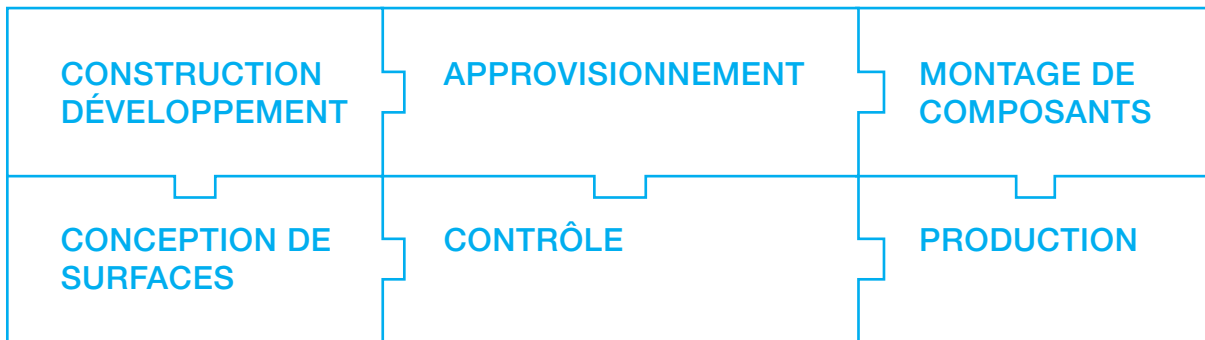 CONSTRUCTION
DÉVELOPPEMENT
APPROVISIONNEMENT
MONTAGE DE
COMPOSANTS
CONCEPTION DE
SURFACES
CONTRÔLE
PRODUCTION